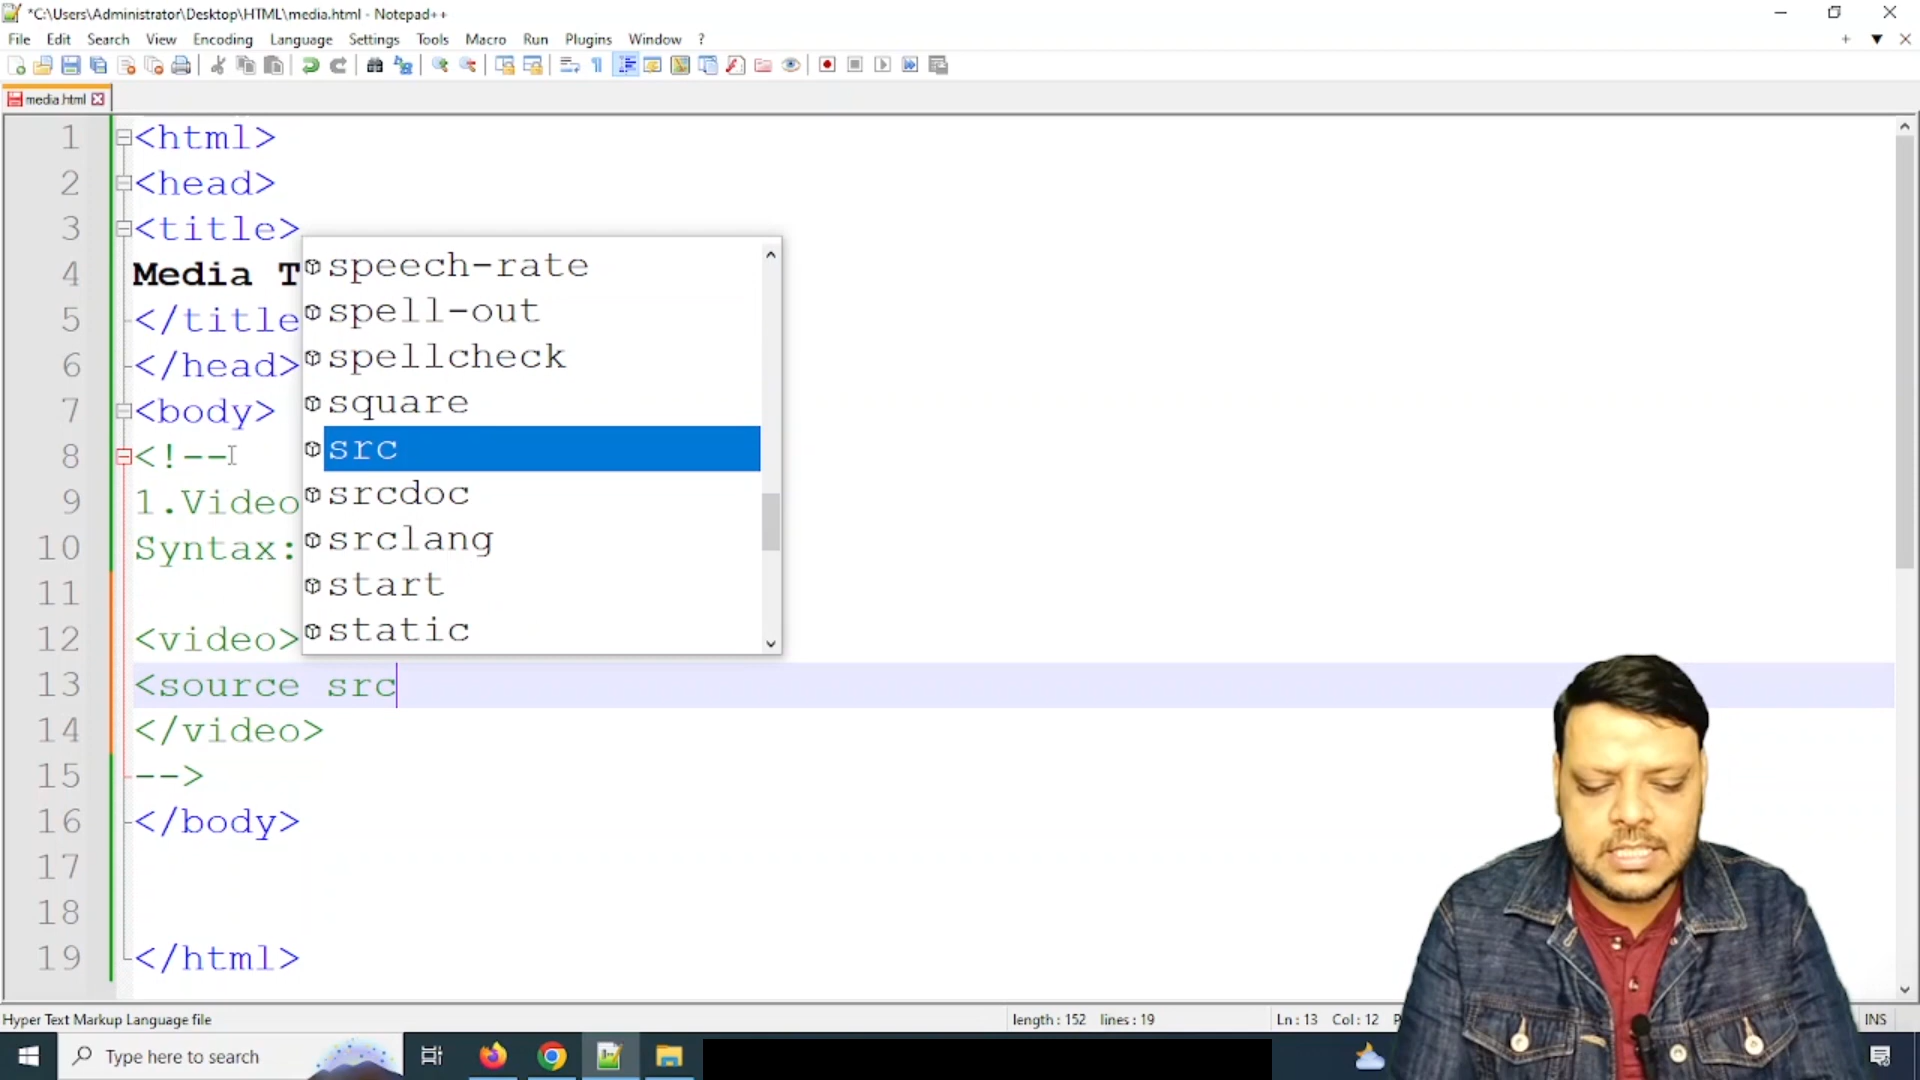 *C:\Users\Administrator\Desktop\HTML\media.html - Notepad++
File Edit Search View Encoding Language Settings Tools Macro Run Plugins Window ?
media.html
1 <html>
2 <head>
3 <title>
4 Media T
5 </title
6 </head>
7 <body>
8 <!--
9 1.Video
10 Syntax:
11
12 <video>
13 <source src
14 </video>
15 -->
16 </body>
17
18
19 </html>
speech-rate
spell-out
spellcheck
square
src
srcdoc
srclang
start
static
Hyper Text Markup Language file length : 152 lines : 19 Ln : 13 Col : 12 INS
Type here to search